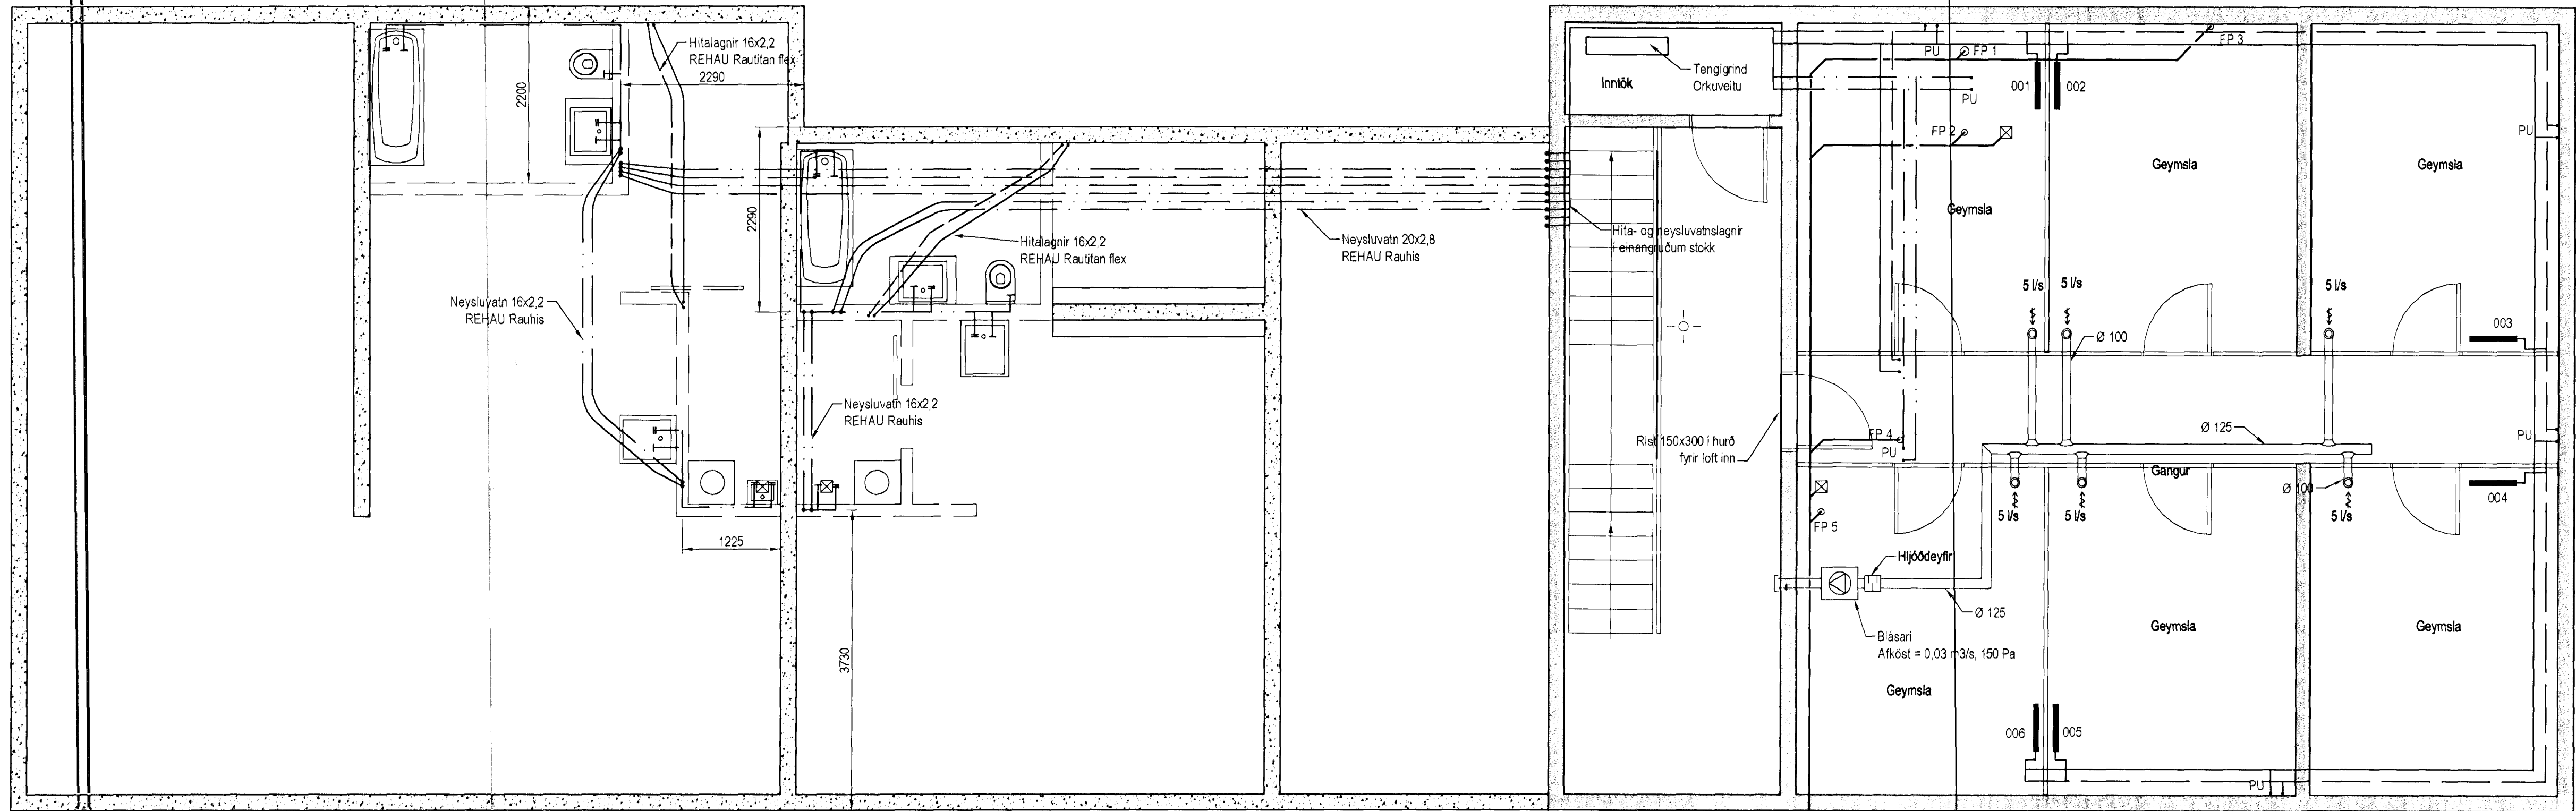 Hitalagnir 16x2,2
REHAU Rautitan flex
2290
2200
2290
Neysluvatn 16x2,2
REHAU Rauhis
Hitalagnir 16x2,2
REHAU Rautitan flex
Neysluvatn 20x2,8
REHAU Rauhis
Neysluvatn 16x2,2
REHAU Rauhis
1225
3730
Inntök
Tengigrind
Orkuveitu
Hita- og neysluvatnslagnir
í einangruðum stokk
Rist 150x300 í hurð
fyrir loft inn
PU
FP 1
FP 3
001
002
PU
FP 2
PU
Geymsla
Geymsla
Geymsla
5 l/s
5 l/s
5 l/s
003
Ø 100
Ø 125
FP 4
PU
PU
Gangur
Ø 100
004
FP 5
5 l/s
5 l/s
5 l/s
Hljóðdeyfir
Ø 125
Blásari
Afköst = 0,03 m3/s, 150 Pa
Geymsla
Geymsla
Geymsla
006
005
PU